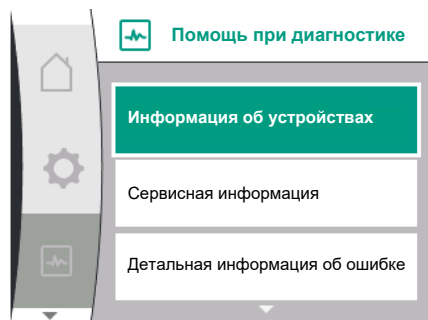 Помощь при диагностике
Информация об устройствах
Сервисная информация
Детальная информация об ошибке